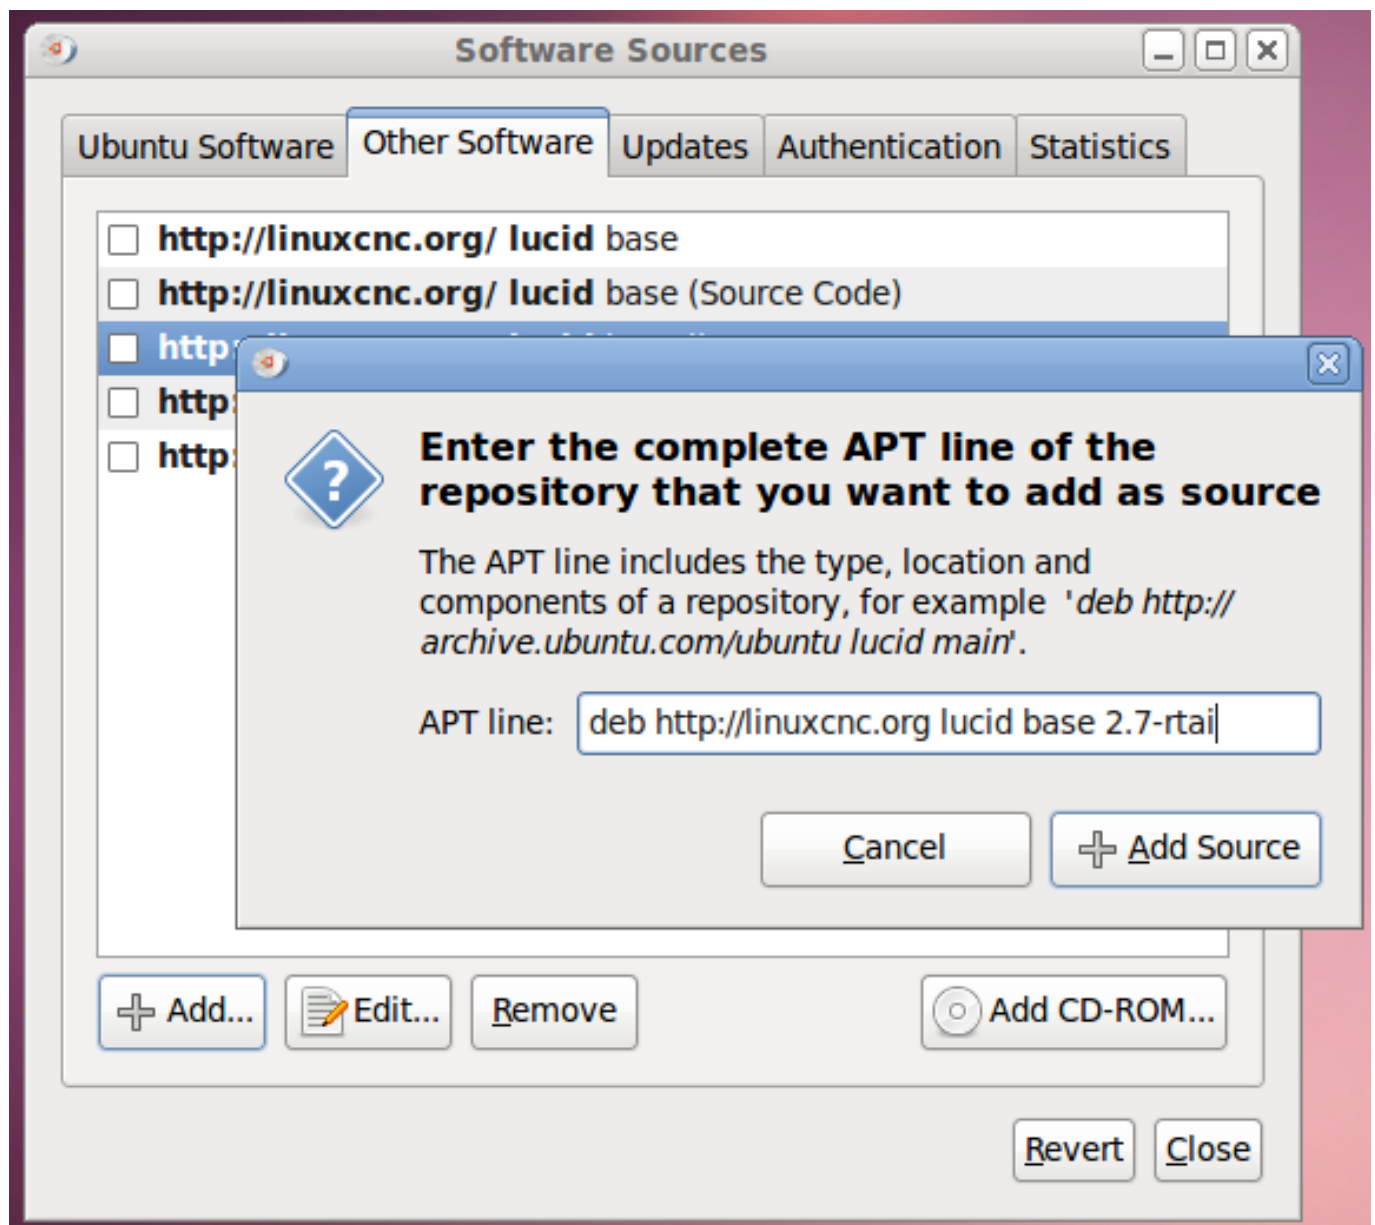 Software Sources
Ubuntu Software Other Software Updates Authentication Statistics
http://linuxcnc.org/ lucid base
http://linuxcnc.org/ lucid base (Source Code)
http:
http:
http:
Enter the complete APT line of the
repository that you want to add as source
The APT line includes the type, location and
components of a repository, for example 'deb http://
archive.ubuntu.com/ubuntu lucid main'.
APT line: deb http://linuxcnc.org lucid base 2.7-rtai
Cancel Add Source
Add... Edit... Remove Add CD-ROM...
Revert Close